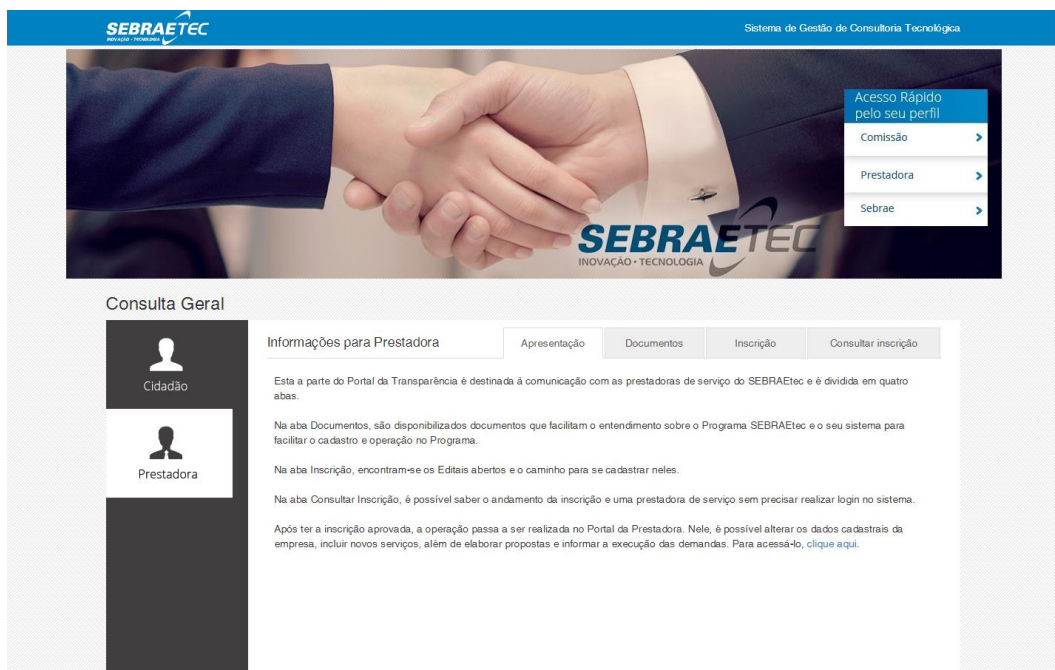 SEBRAETEC
INOVAÇÃO • TECNOLOGIA
Sistema de Gestão de Consultoria Tecnológica
Acesso Rápido
pelo seu perfil
Comissão
Prestadora
Sebrae
SEBRAETEC
INOVAÇÃO • TECNOLOGIA
Consulta Geral
Cidadão
Prestadora
Informações para Prestadora
Apresentação
Documentos
Inscrição
Consultar inscrição
Esta a parte do Portal da Transparência é destinada à comunicação com as prestadoras de serviço do SEBRAEtec e é dividida em quatro
abas.
Na aba Documentos, são disponibilizados documentos que facilitam o entendimento sobre o Programa SEBRAEtec e o seu sistema para
facilitar o cadastro e operação no Programa.
Na aba Inscrição, encontram-se os Editais abertos e o caminho para se cadastrar neles.
Na aba Consultar Inscrição, é possível saber o andamento da inscrição e uma prestadora de serviço sem precisar realizar login no sistema.
Após ter a inscrição aprovada, a operação passa a ser realizada no Portal da Prestadora. Nele, é possível alterar os dados cadastrais da
empresa, incluir novos serviços, além de elaborar propostas e informar a execução das demandas. Para acessá-lo, clique aqui.